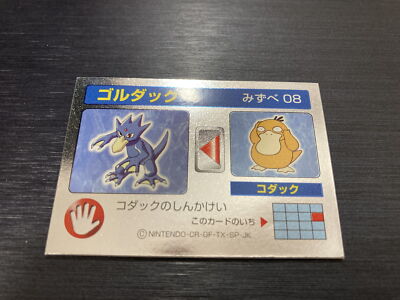 ゴルダック
みずべ 08
コダック
コダックのしんかけい
このカードのいち
©NINTENDO・CR・GF・TX・SP・JK